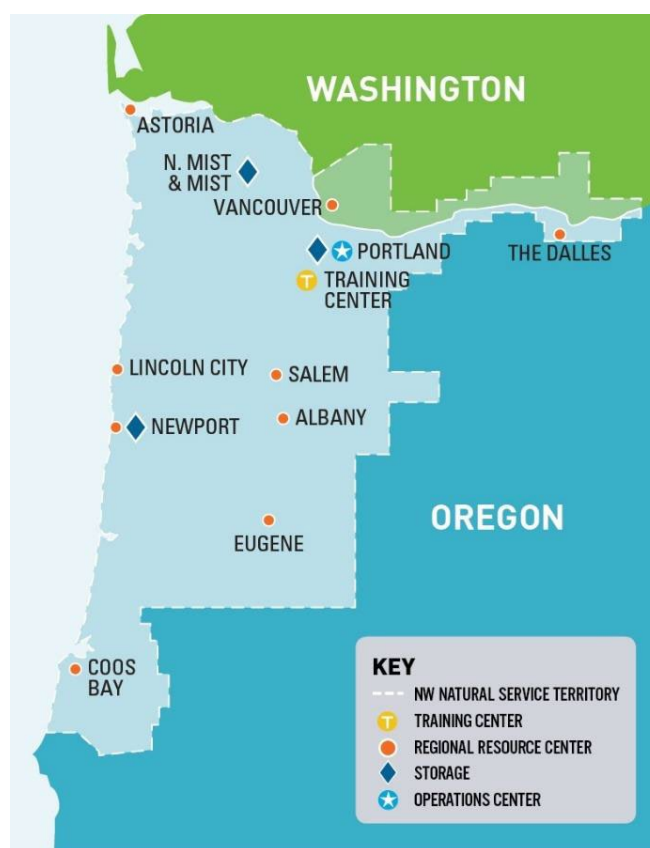 WASHINGTON
ASTORIA
N. MIST
& MIST
VANCOUVER
PORTLAND
THE DALLES
T
TRAINING
CENTER
LINCOLN CITY
SALEM
NEWPORT
ALBANY
OREGON
EUGENE
COOS
BAY
KEY
NW NATURAL SERVICE TERRITORY
T
TRAINING CENTER
REGIONAL RESOURCE CENTER
STORAGE
OPERATIONS CENTER